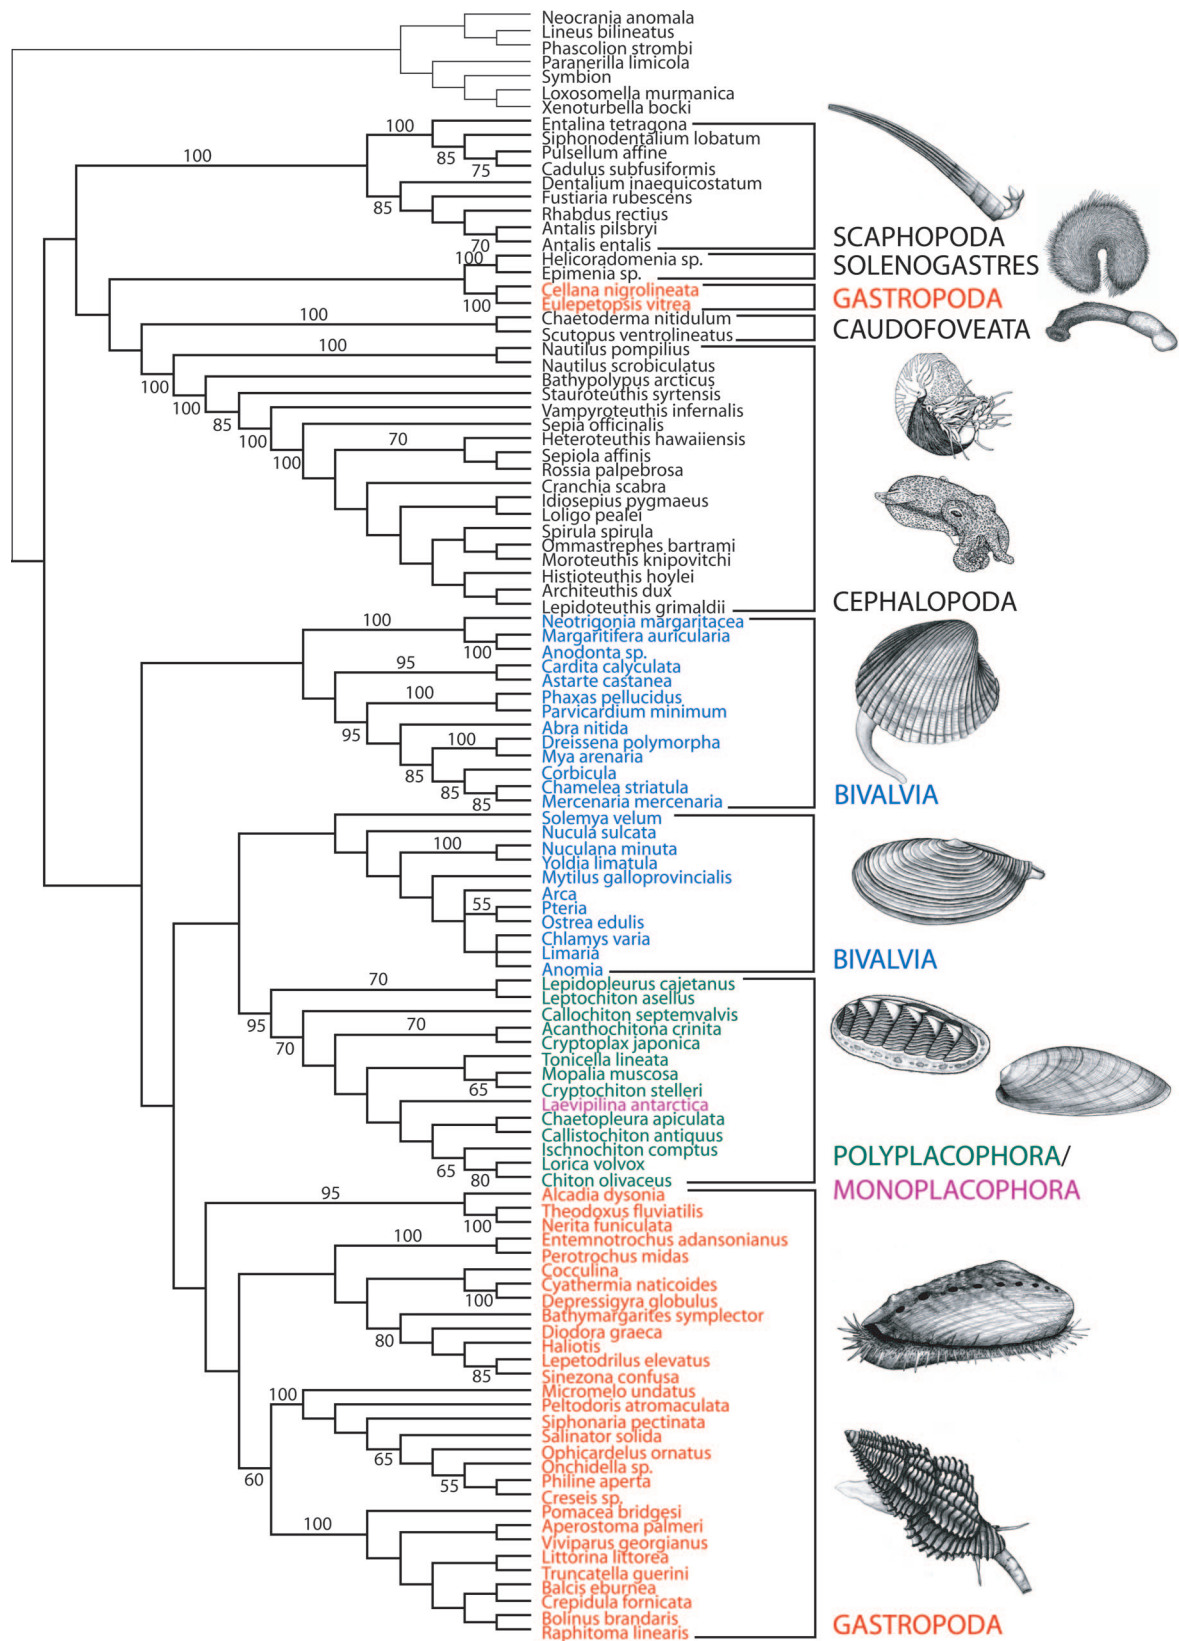 Neocrania anomala
Lineus bilineatus
Phascolion strombi
Paranerilla limicola
Symbion
Loxosomella murmanica
Xenoturbella bocki
100
Entalina tetragona
Siphonodentalium lobatum
100
85
Pulsellum affine
75
Cadulus subfusiformis
Dentalium inaequicostatum
85
Fustiaria rubescens
Rhabdus rectius
Antalis pilsbryi
70
Antalis entalis
SCAPHOPODA
100
Helicoradomenia sp.
Epimenia sp.
SOLENOGASTRES
Cellana nigrolineata
100
Eulepetopsis vitrea
GASTROPODA
100
Chaetoderma nitidulum
Scutopus ventrolineatus
CAUDOFOVEATA
100
Nautilus pompilius
Nautilus scrobiculatus
100
Bathypolypus arcticus
100
Stauroteuthis syrtensis
85
Vampyroteuthis infernalis
100
Sepia officinalis
70
Heteroteuthis hawaiiensis
100
Sepiola affinis
Rossia palpebrosa
Cranchia scabra
Idiosepius pygmaeus
Loligo pealei
Spirula spirula
Ommastrephes bartrami
Moroteuthis knipovitchi
Histioteuthis hoylei
Architeuthis dux
Lepidoteuthis grimaldii
CEPHALOPODA
100
Neotrigonia margaritacea
Margaritifera auricularia
100
Anodonta sp.
95
Cardita calyculata
Astarte castanea
100
Phaxas pellucidus
Parvicardium minimum
95
Abra nitida
100
Dreissena polymorpha
Mya arenaria
85
Corbicula
85
Chamelea striatula
85
Mercenaria mercenaria
BIVALVIA
Solemya velum
Nucula sulcata
100
Nuculana minuta
Yoldia limatula
Mytilus galloprovincialis
Arca
55
Pteria
Ostrea edulis
Chlamys varia
Limaria
Anomia
BIVALVIA
70
Lepidopleurus cajetanus
Leptochiton asellus
95
Callochiton septemvalvis
70
70
Acanthochitona crinita
Cryptoplax japonica
Tonicella lineata
Mopalia muscosa
65
Cryptochiton stelleri
Laevipilina antarctica
Chaetopleura apiculata
Callistochiton antiquus
Ischnochiton comptus
65
Lorica volvox
80
Chiton olivaceus
POLYPLACOPHORA/
MONOPLACOPHORA
95
Alcadia dysonia
Theodoxus fluviatilis
100
Nerita funiculata
100
Entemnotrochus adansonianus
Perotrochus midas
Cocculina
Cyathermia naticoides
100
Depressigyra globulus
Bathymargarites symplector
80
Diodora graeca
Haliotis
Lepetodrilus elevatus
85
Sinezona confusa
100
Micromelo undatus
Peltodoris atromaculata
Siphonaria pectinata
Salinator solida
65
Ophicardelus ornatus
Onchidella sp.
60
55
Philine aperta
Creseis sp.
100
Pomacea bridgesi
Aperostoma palmeri
Viviparus georgianus
Littorina littorea
Truncatella guerini
Balcis eburnea
Crepidula fornicata
Bolinus brandaris
Raphitoma linearis
GASTROPODA